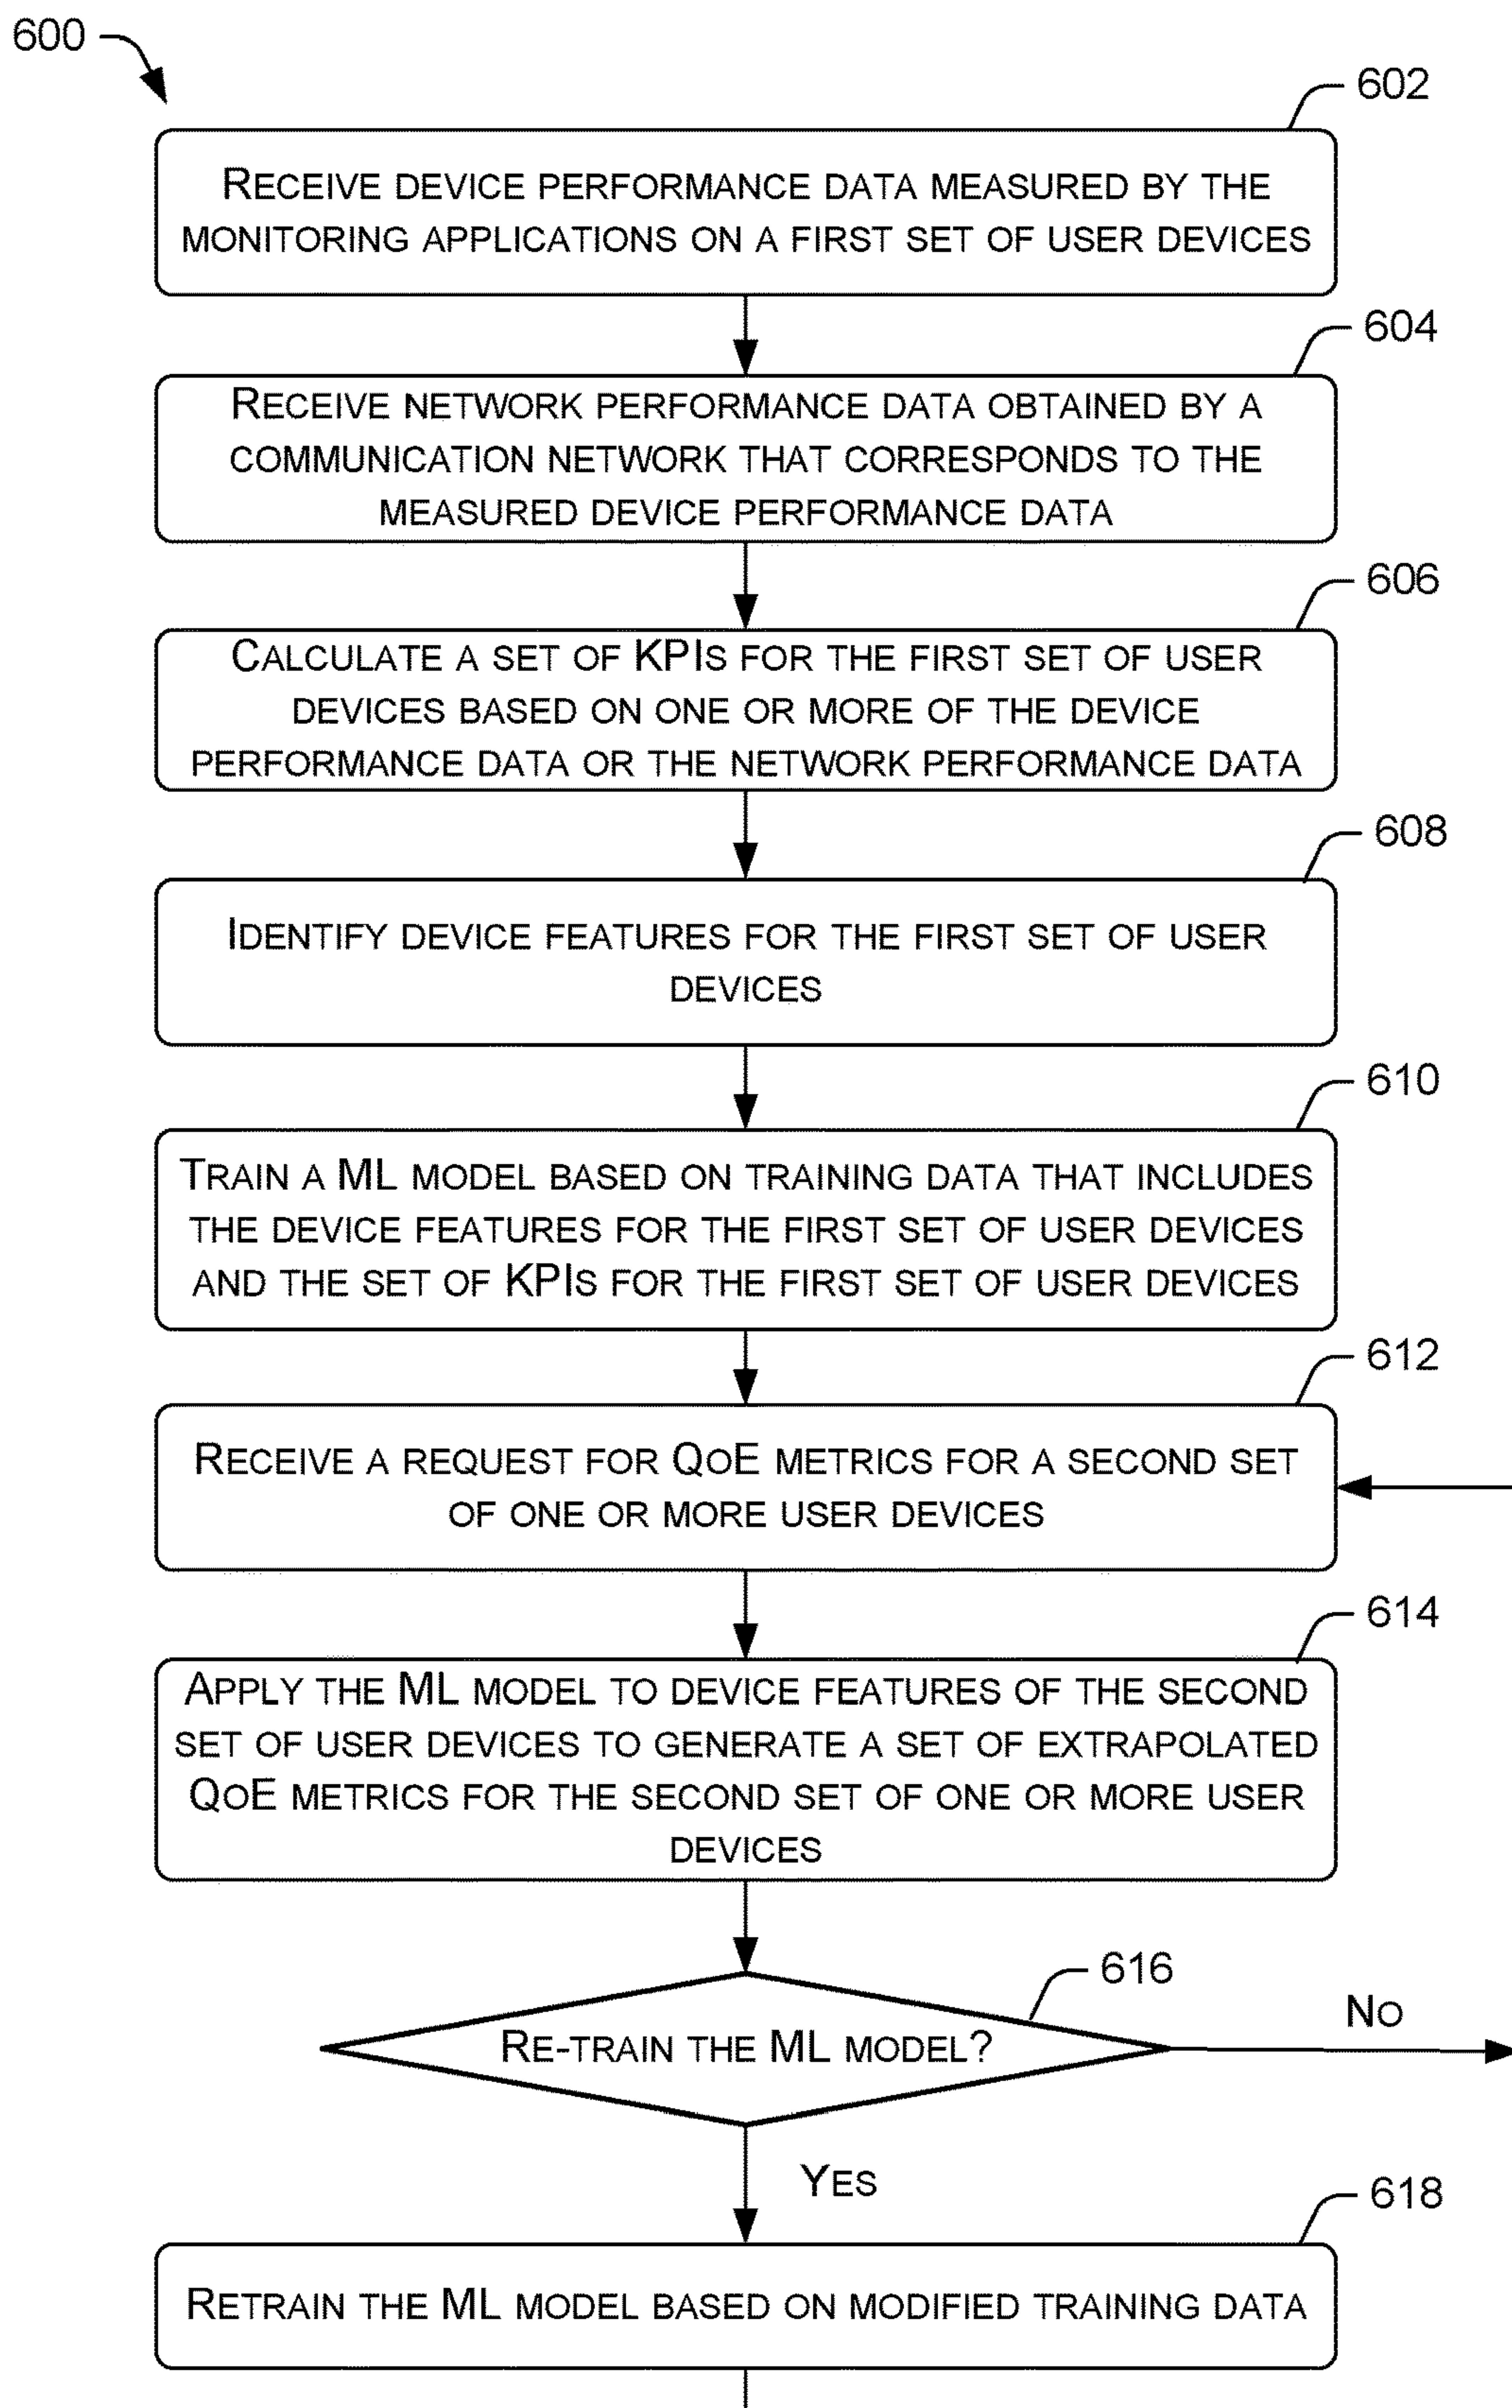 600
602
RECEIVE DEVICE PERFORMANCE DATA MEASURED BY THE
MONITORING APPLICATIONS ON A FIRST SET OF USER DEVICES
604
RECEIVE NETWORK PERFORMANCE DATA OBTAINED BY A
COMMUNICATION NETWORK THAT CORRESPONDS TO THE
MEASURED DEVICE PERFORMANCE DATA
606
CALCULATE A SET OF KPIS FOR THE FIRST SET OF USER
DEVICES BASED ON ONE OR MORE OF THE DEVICE
PERFORMANCE DATA OR THE NETWORK PERFORMANCE DATA
608
IDENTIFY DEVICE FEATURES FOR THE FIRST SET OF USER
DEVICES
610
TRAIN A ML MODEL BASED ON TRAINING DATA THAT INCLUDES
THE DEVICE FEATURES FOR THE FIRST SET OF USER DEVICES
AND THE SET OF KPIS FOR THE FIRST SET OF USER DEVICES
612
RECEIVE A REQUEST FOR QOE METRICS FOR A SECOND SET
OF ONE OR MORE USER DEVICES
614
APPLY THE ML MODEL TO DEVICE FEATURES OF THE SECOND
SET OF USER DEVICES TO GENERATE A SET OF EXTRAPOLATED
QOE METRICS FOR THE SECOND SET OF ONE OR MORE USER
DEVICES
616
RE-TRAIN THE ML MODEL?
NO
YES
618
RETRAIN THE ML MODEL BASED ON MODIFIED TRAINING DATA